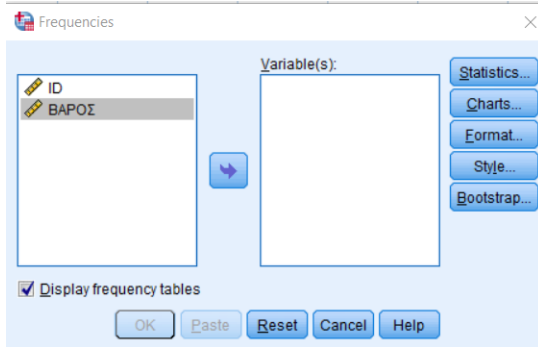 Frequencies
Variable(s):
ID
ΒΑΡΟΣ
Statistics...
Charts...
Format...
Style...
Bootstrap...
Display frequency tables
OK Paste Reset Cancel Help